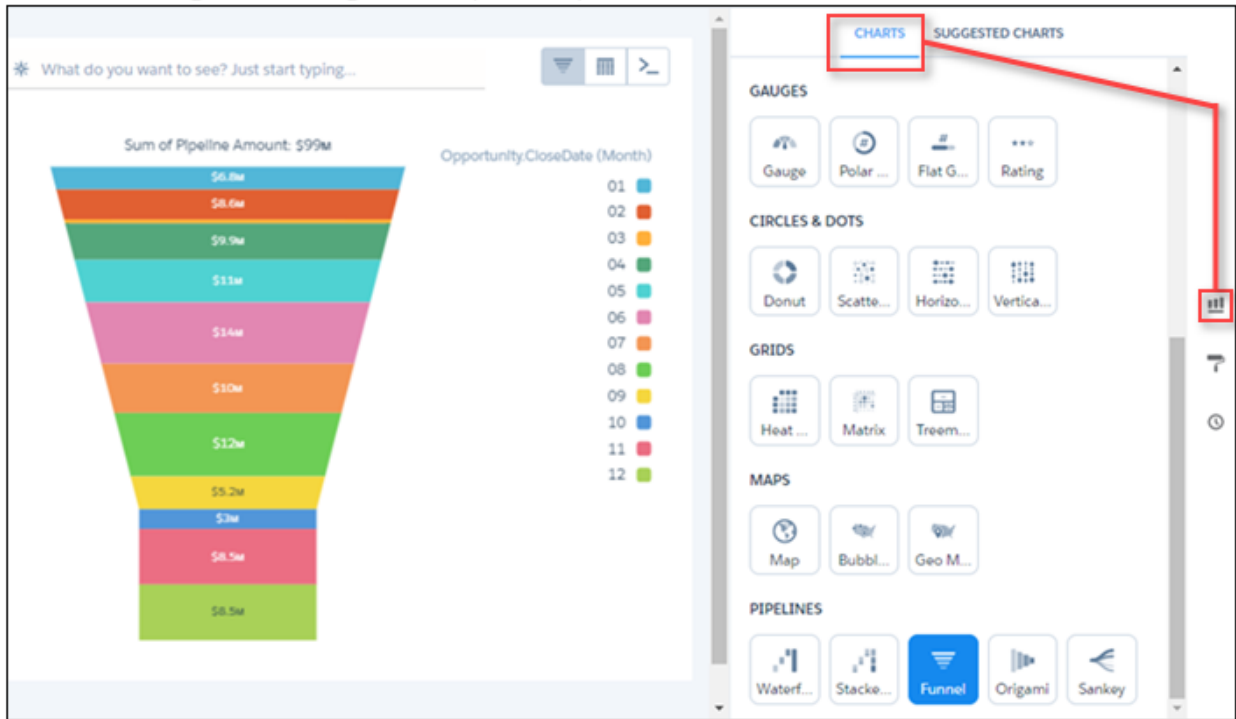 CHARTS SUGGESTED CHARTS
What do you want to see? Just start typing...
Sum of Pipeline Amount: $99M
Opportunity.CloseDate (Month)
$6.8M
$8.6M
$9.9M
$11M
$14M
$10M
$12M
$5.2M
$3M
$8.5M
$8.5M
01
02
03
04
05
06
07
08
09
10
11
12
GAUGES
Gauge Polar ... Flat G... Rating
CIRCLES & DOTS
Donut Scatte... Horizo... Vertica...
GRIDS
Heat ... Matrix Treem...
MAPS
Map Bubbl... Geo M...
PIPELINES
Waterf... Stacke... Funnel Origami Sankey